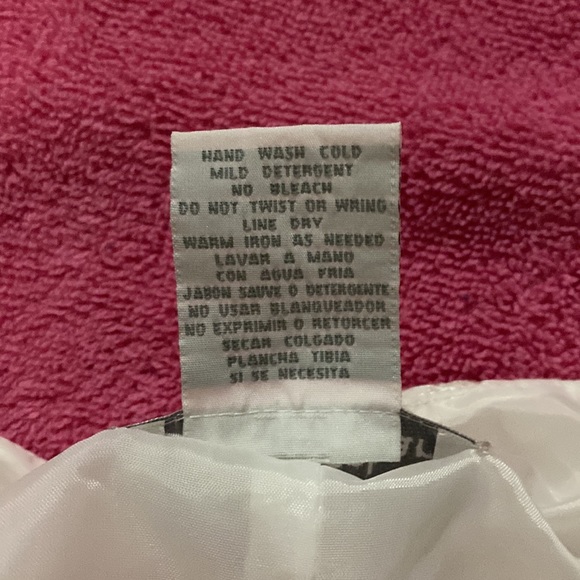 HAND WASH COLD
MILD DETERGENT
NO BLEACH
DO NOT TWIST OR WRING
LINE DRY
WARM IRON AS NEEDED
LAVAR A MANO
CON AGUA FRIA
JABON SAUVE O DETERGENTE
NO USAR BLANQUEADOR
NO EXPRIMIR O RETORCER
SECAR COLGADO
PLANCHA TIBIA
SI SE NECESITA